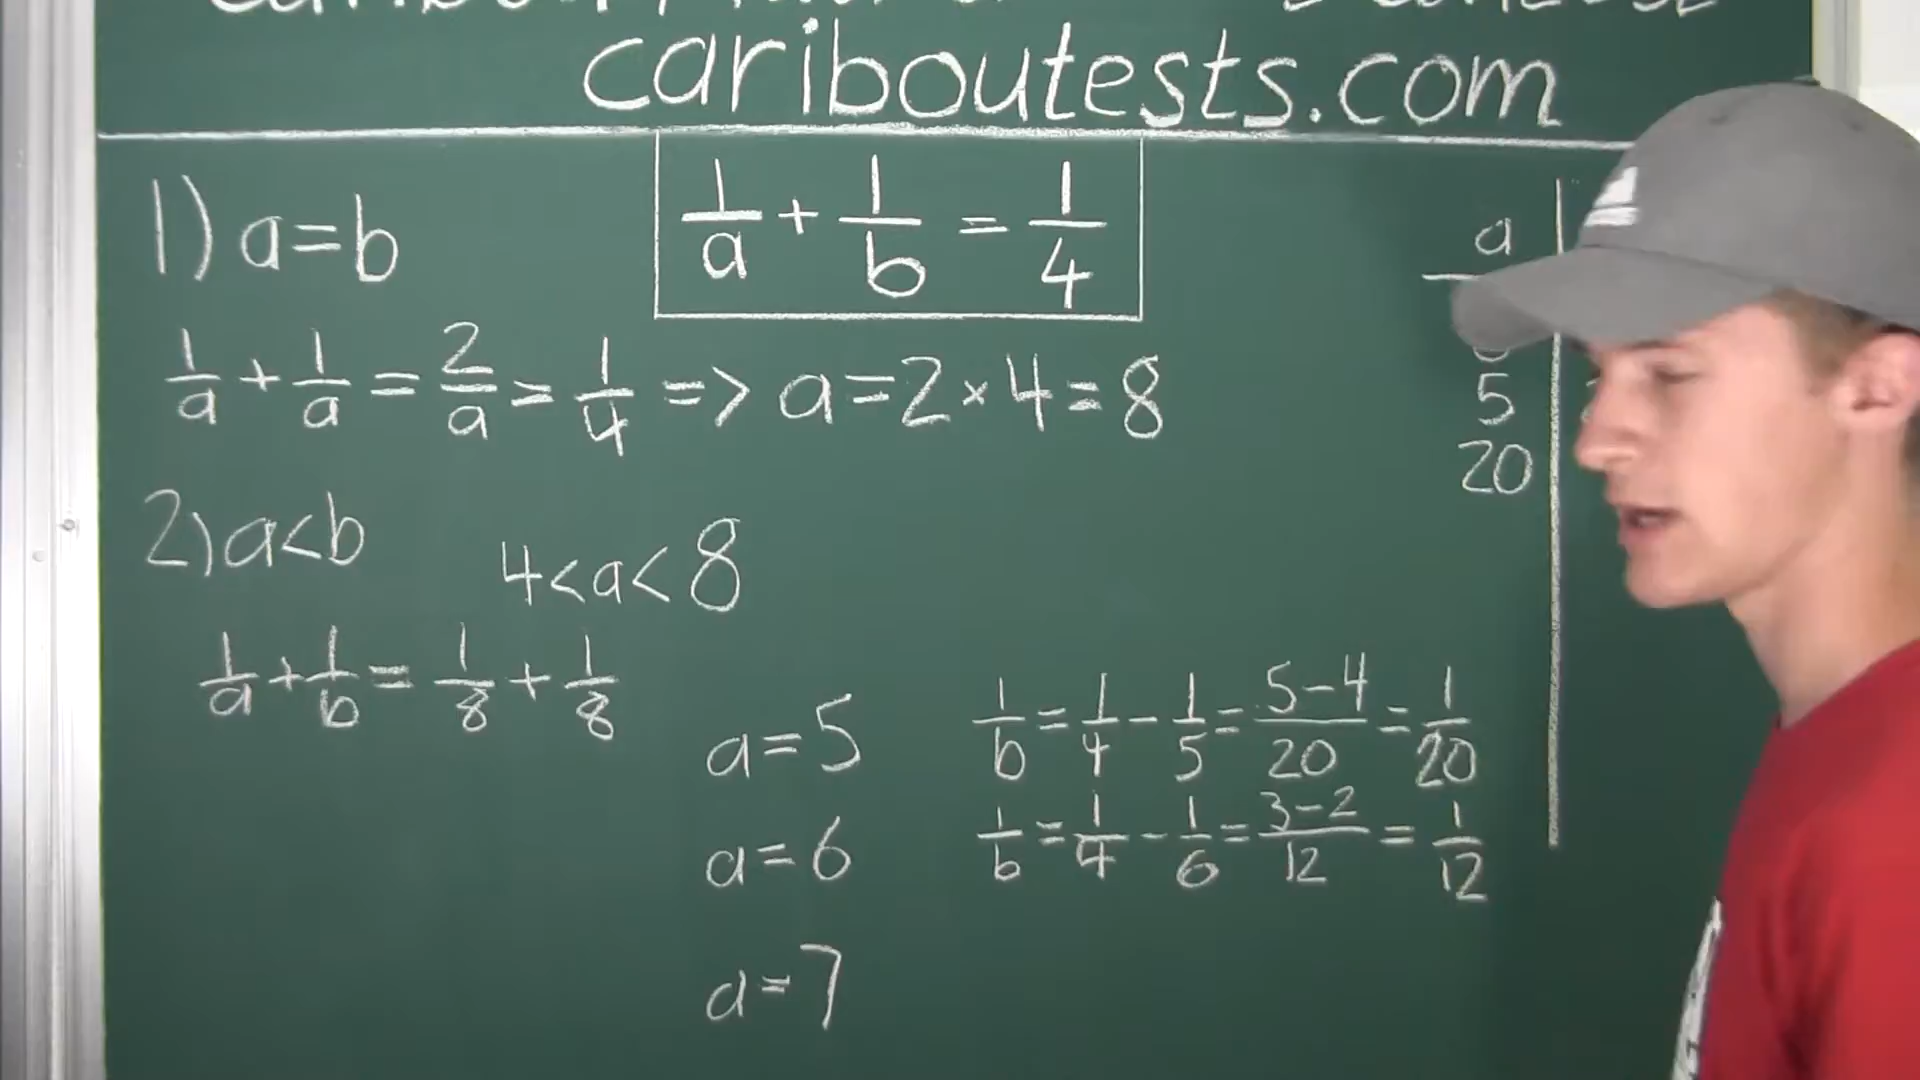 cariboutests.com
1/a + 1/b = 1/4
1) a=b
1/a + 1/a = 2/a = 1/4 => a=2×4=8
2) a<b
4<a<8
1/a + 1/b = 1/8 + 1/8
a=5 1/b = 1/4 - 1/5 = 5-4/20 = 1/20
a=6 1/b = 1/4 - 1/6 = 3-2/12 = 1/12
a=7
a
5
20